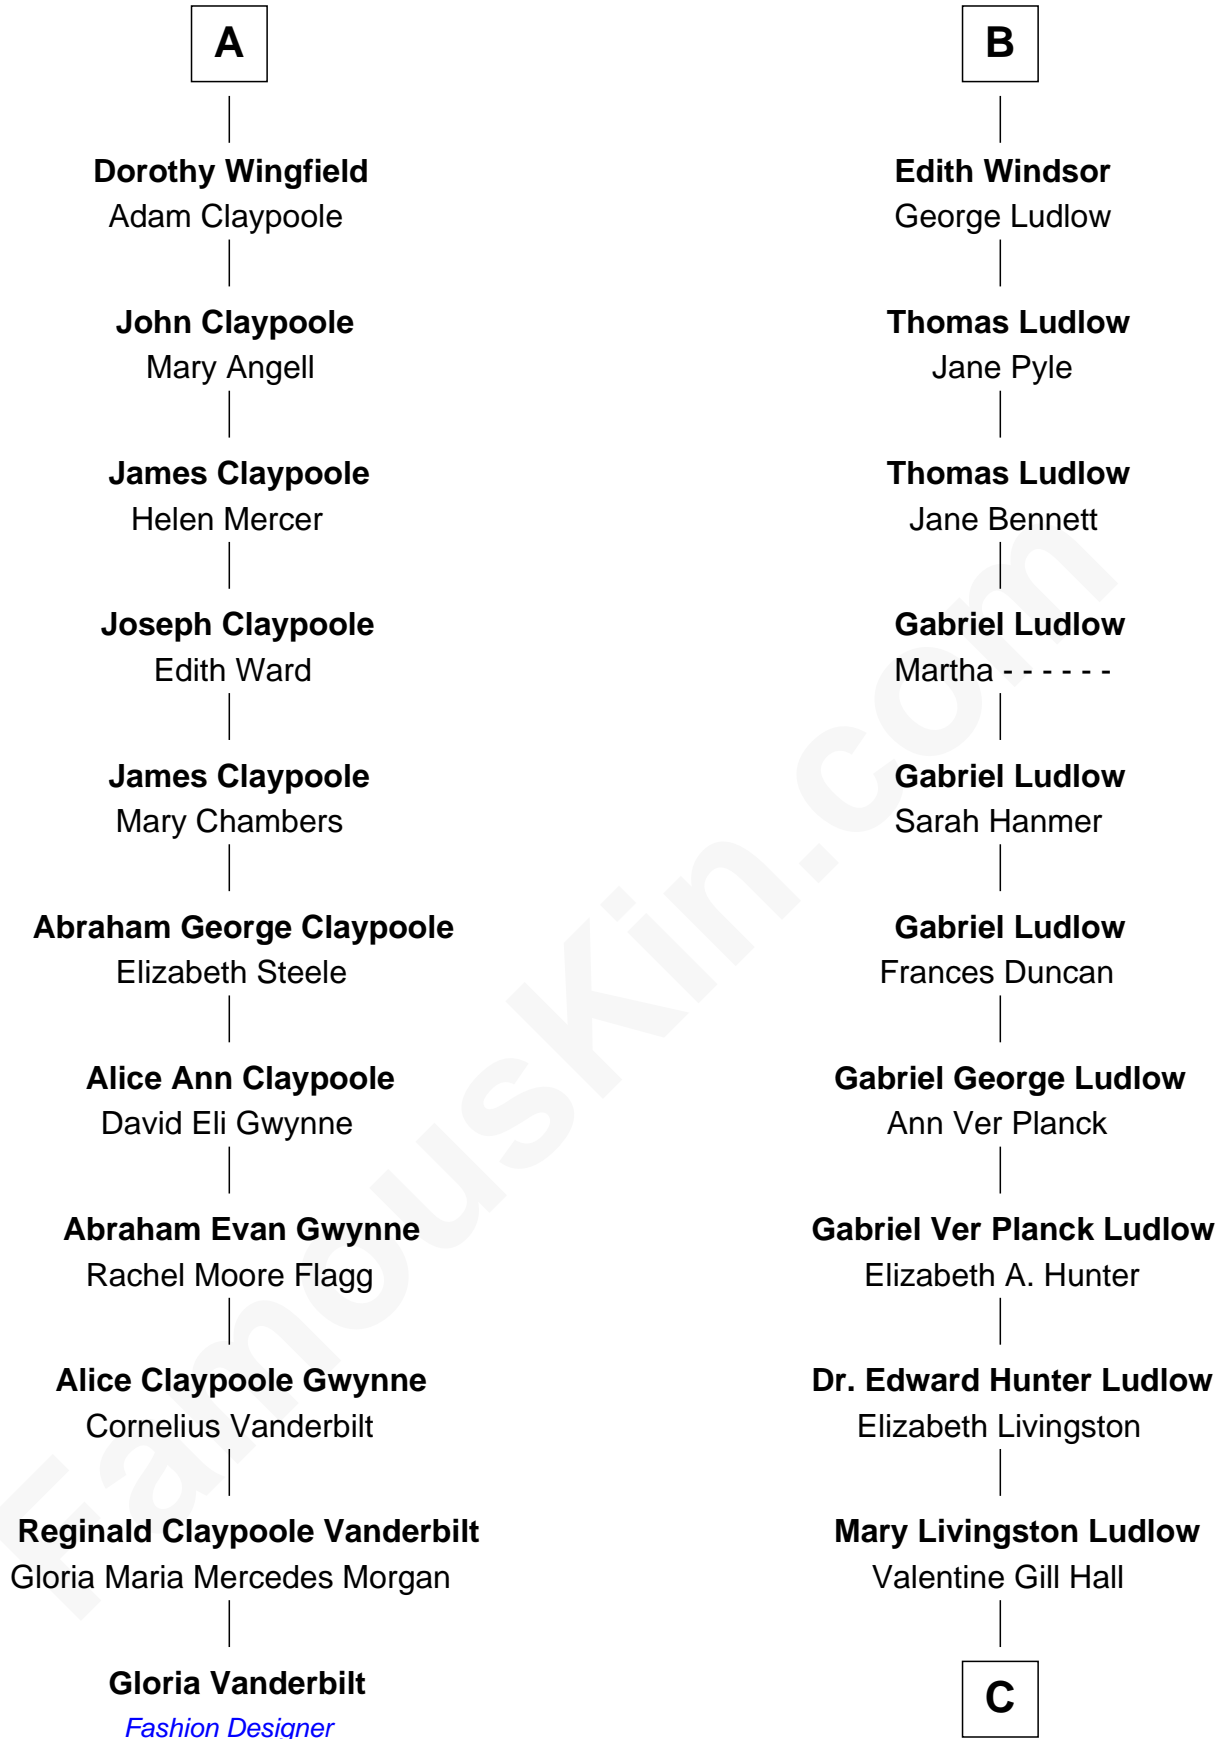 A
Dorothy Wingfield
Adam Claypoole
John Claypoole
Mary Angell
James Claypoole
Helen Mercer
Joseph Claypoole
Edith Ward
James Claypoole
Mary Chambers
Abraham George Claypoole
Elizabeth Steele
Alice Ann Claypoole
David Eli Gwynne
Abraham Evan Gwynne
Rachel Moore Flagg
Alice Claypoole Gwynne
Cornelius Vanderbilt
Reginald Claypoole Vanderbilt
Gloria Maria Mercedes Morgan
Gloria Vanderbilt
Fashion Designer
B
Edith Windsor
George Ludlow
Thomas Ludlow
Jane Pyle
Thomas Ludlow
Jane Bennett
Gabriel Ludlow
Martha - - - - - -
Gabriel Ludlow
Sarah Hanmer
Gabriel Ludlow
Frances Duncan
Gabriel George Ludlow
Ann Ver Planck
Gabriel Ver Planck Ludlow
Elizabeth A. Hunter
Dr. Edward Hunter Ludlow
Elizabeth Livingston
Mary Livingston Ludlow
Valentine Gill Hall
C
FamousKin.com